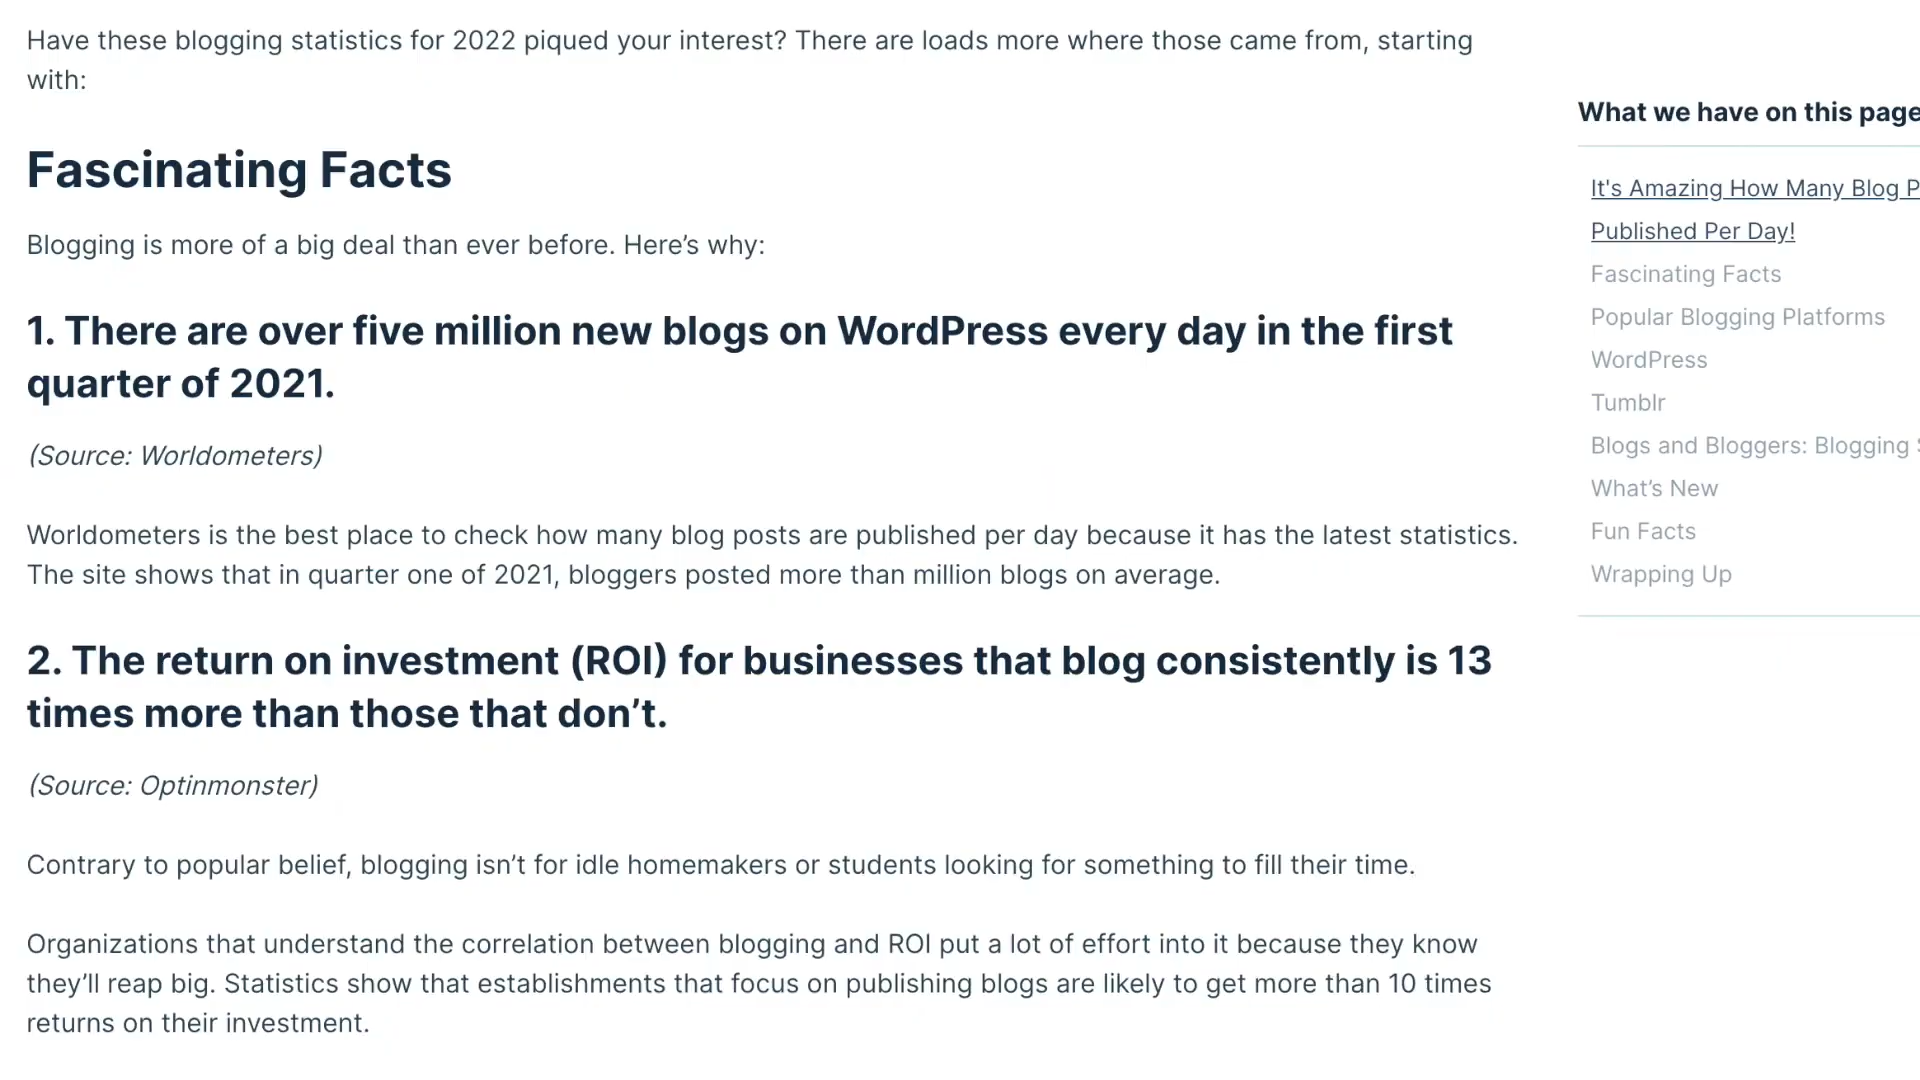 Have these blogging statistics for 2022 piqued your interest? There are loads more where those came from, starting
with:
Fascinating Facts
Blogging is more of a big deal than ever before. Here’s why:
1. There are over five million new blogs on WordPress every day in the first
quarter of 2021.
(Source: Worldometers)
Worldometers is the best place to check how many blog posts are published per day because it has the latest statistics.
The site shows that in quarter one of 2021, bloggers posted more than million blogs on average.
2. The return on investment (ROI) for businesses that blog consistently is 13
times more than those that don’t.
(Source: Optinmonster)
Contrary to popular belief, blogging isn’t for idle homemakers or students looking for something to fill their time.
Organizations that understand the correlation between blogging and ROI put a lot of effort into it because they know
they’ll reap big. Statistics show that establishments that focus on publishing blogs are likely to get more than 10 times
returns on their investment.
What we have on this page
It's Amazing How Many Blog P
Published Per Day!
Fascinating Facts
Popular Blogging Platforms
WordPress
Tumblr
Blogs and Bloggers: Blogging
What’s New
Fun Facts
Wrapping Up